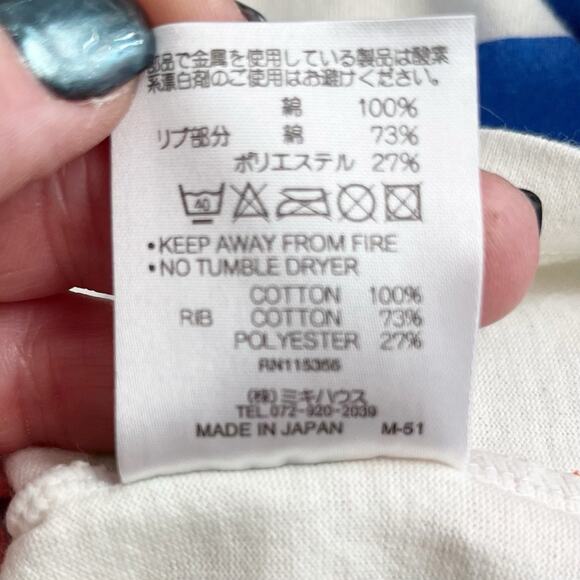 部品で金属を使用している製品は酸素
系漂白剤のご使用はお避けください。
綿 100%
リブ部分 綿 73%
ポリエステル 27%
40
•KEEP AWAY FROM FIRE
•NO TUMBLE DRYER
COTTON 100%
RIB COTTON 73%
POLYESTER 27%
RN115356
(株)ミキハウス
TEL.072-920-2039
MADE IN JAPAN M-51